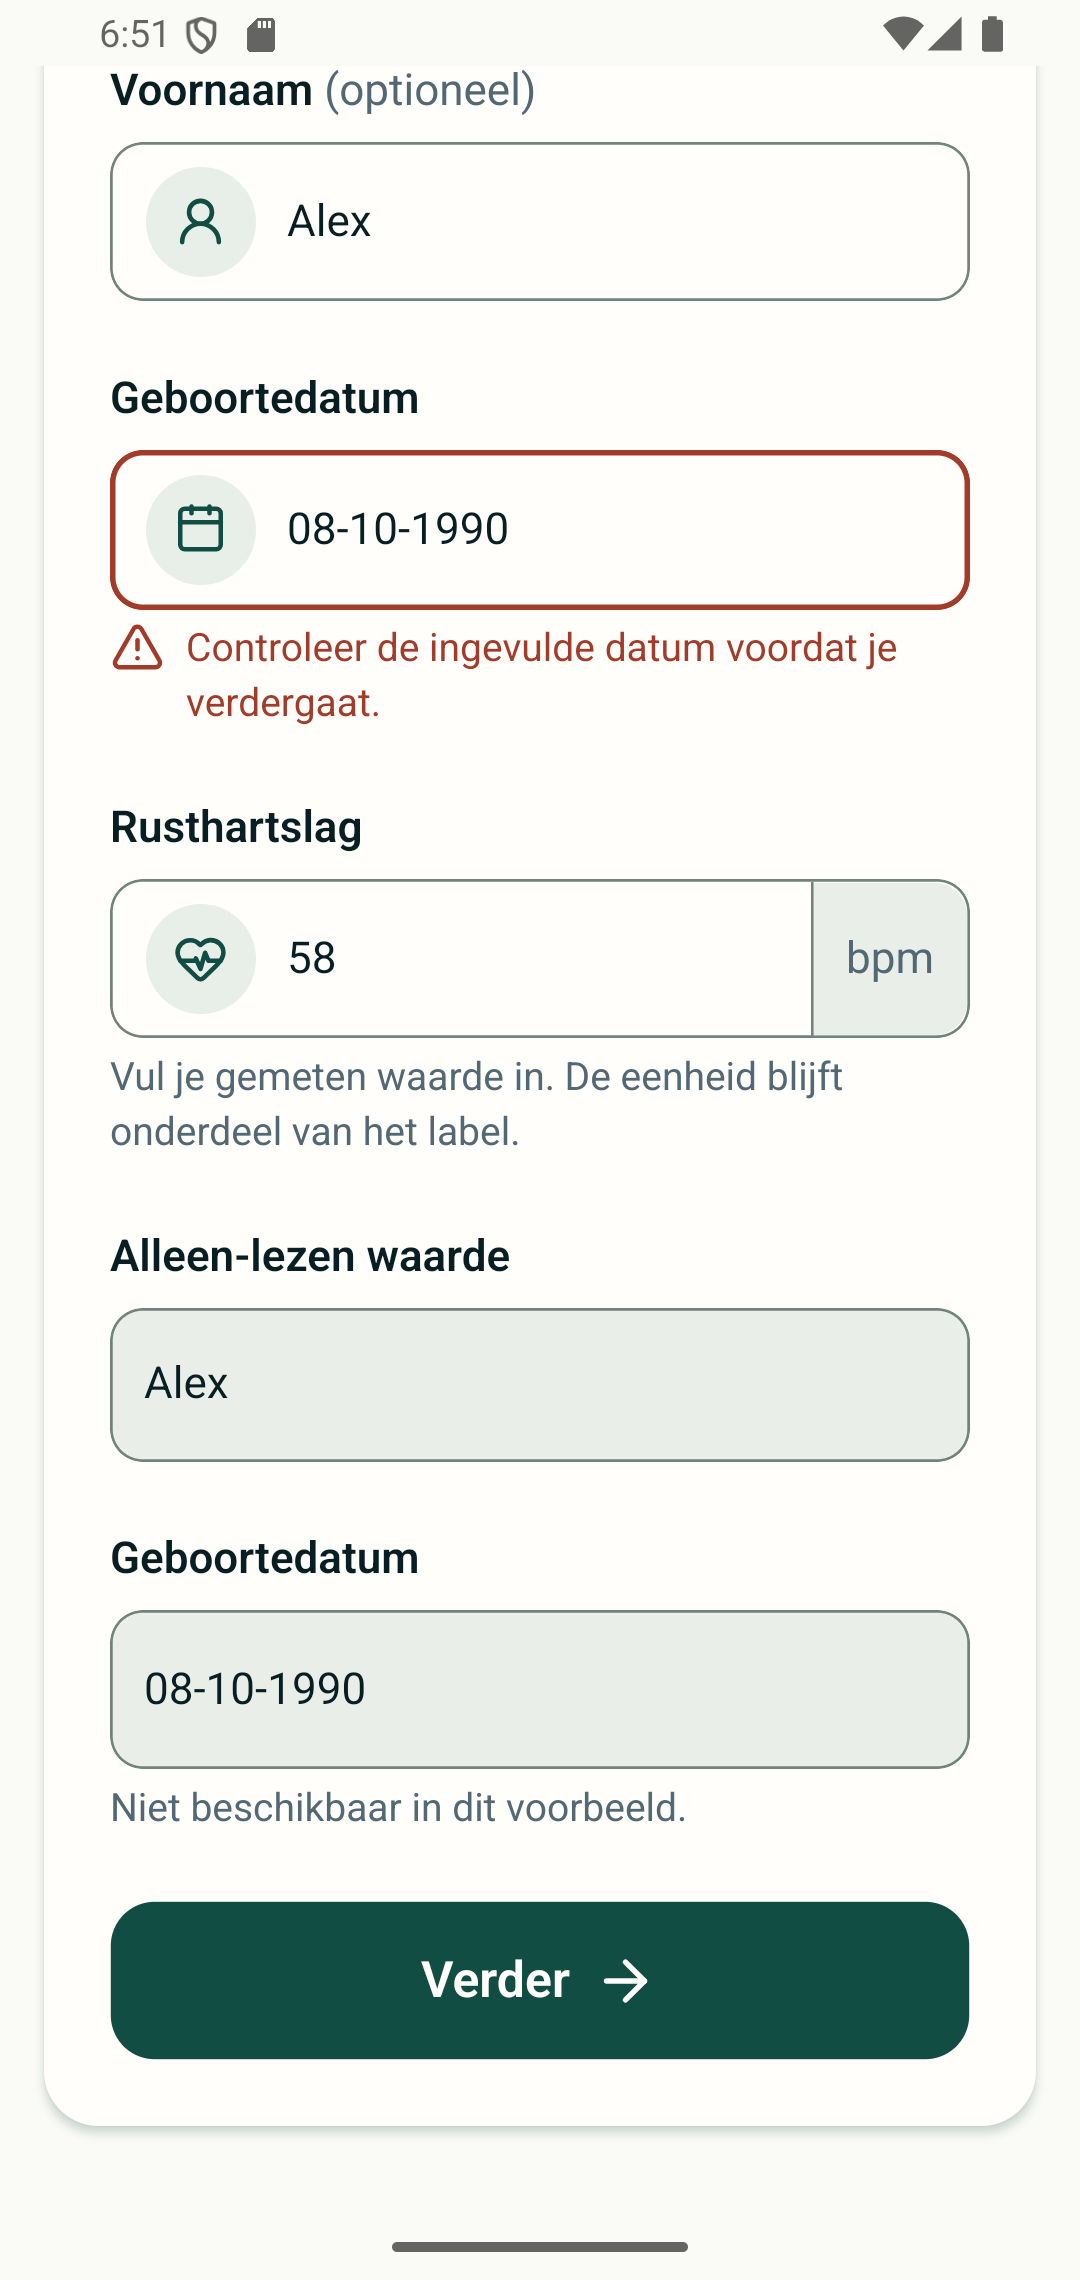 6:51
Voornaam (optioneel)
Alex
Geboortedatum
08-10-1990
Controleer de ingevulde datum voordat je
verdergaat.
Rusthartslag
58
bpm
Vul je gemeten waarde in. De eenheid blijft
onderdeel van het label.
Alleen-lezen waarde
Alex
Geboortedatum
08-10-1990
Niet beschikbaar in dit voorbeeld.
Verder